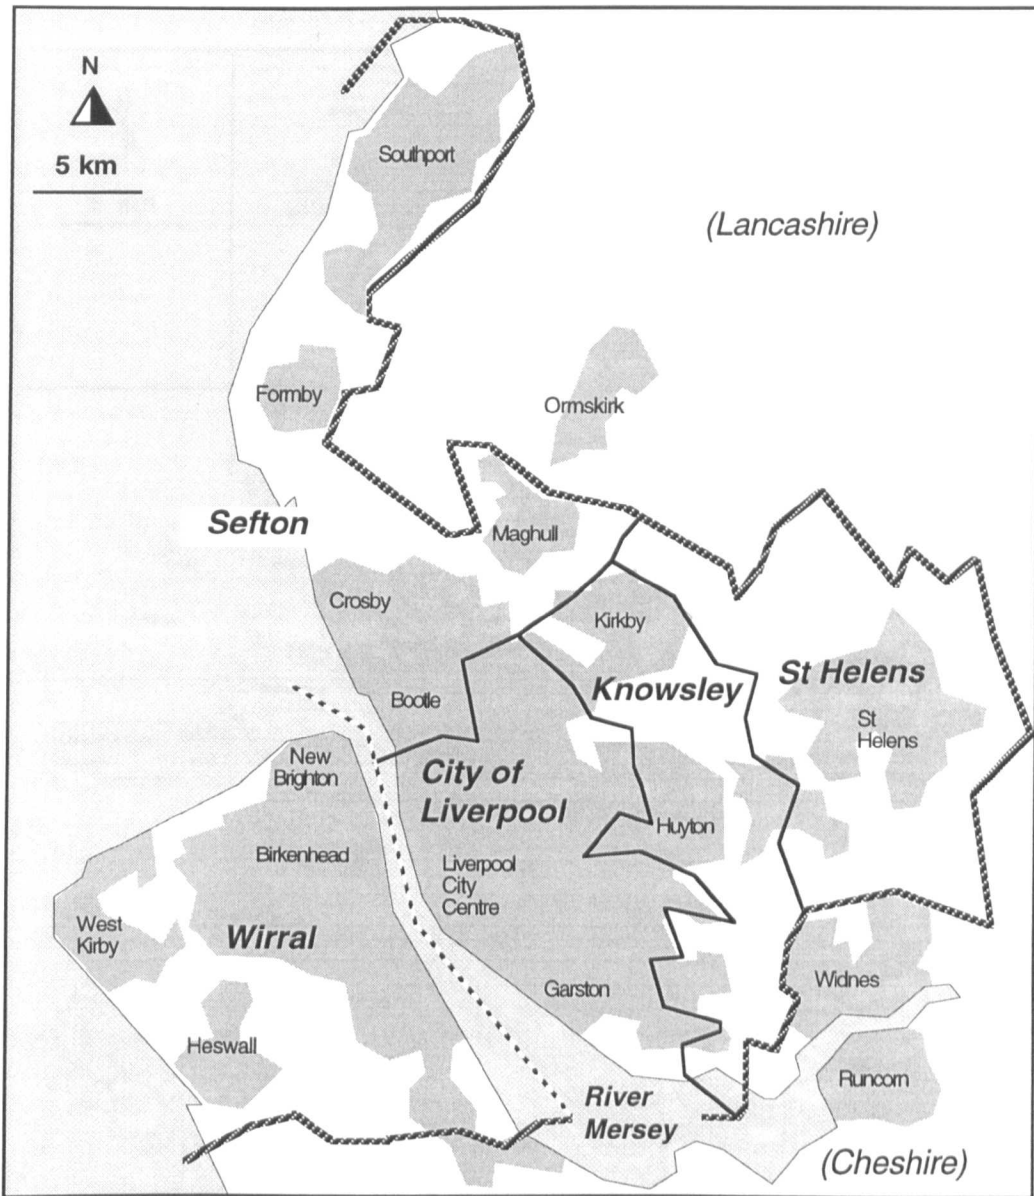 N
5 km
Southport
(Lancashire)
Formby
Ormskirk
Sefton
Maghull
Crosby
Kirkby
Knowsley
St Helens
Bootle
St
Helens
New
Brighton
City of
Liverpool
Huyton
Birkenhead
Liverpool
City
Centre
West
Kirby
Wirral
Widnes
Garston
Heswall
Runcorn
River
Mersey
(Cheshire)